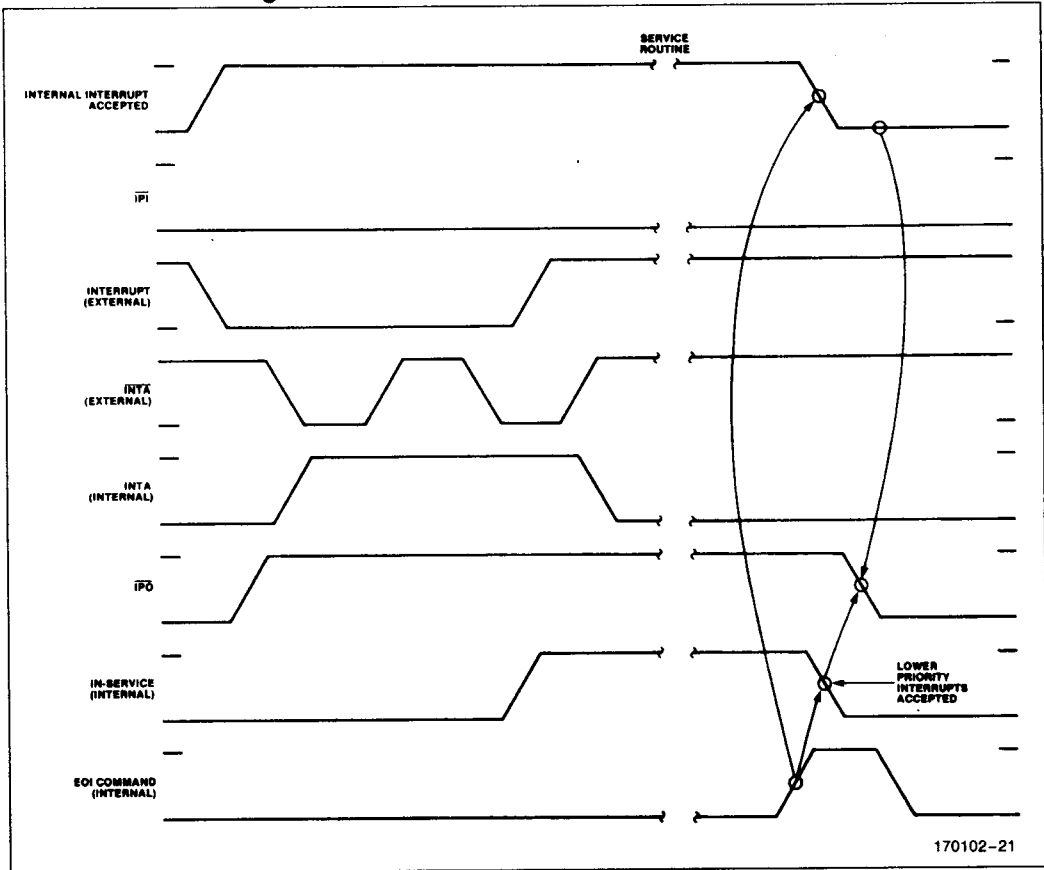 SERVICE
ROUTINE
INTERNAL INTERRUPT
ACCEPTED
IPI
INTERRUPT
(EXTERNAL)
INTA
(EXTERNAL)
INTA
(INTERNAL)
IPO
IN-SERVICE
(INTERNAL)
LOWER
PRIORITY
INTERRUPTS
ACCEPTED
EOI COMMAND
(INTERNAL)
170102-21